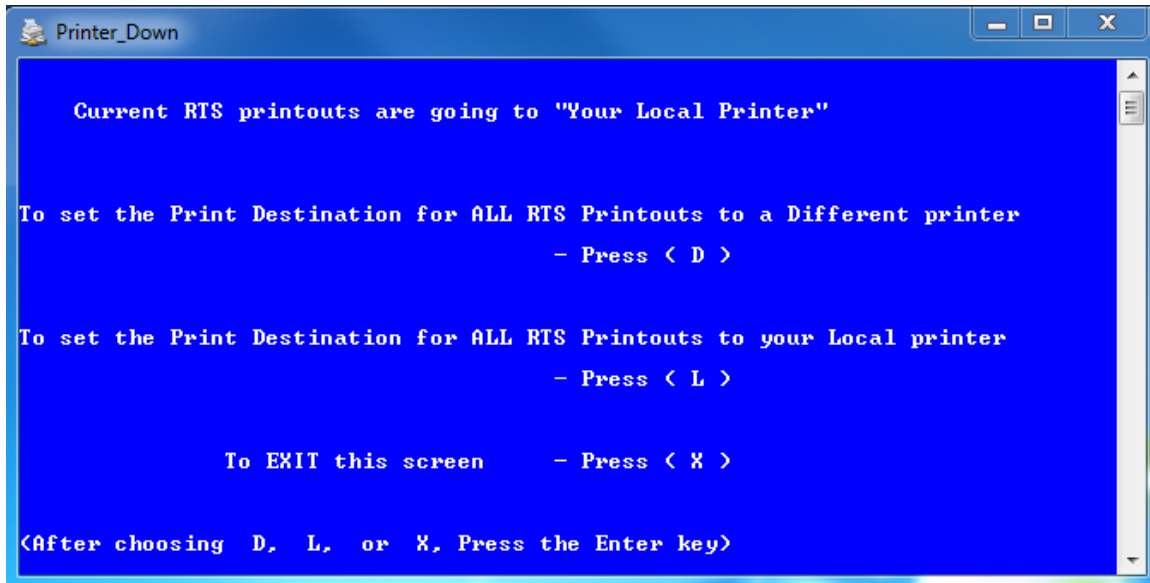 Printer_Down
Current RTS printouts are going to "Your Local Printer"
To set the Print Destination for ALL RTS Printouts to a Different printer
- Press ( D )
To set the Print Destination for ALL RTS Printouts to your Local printer
- Press ( L )
To EXIT this screen - Press ( X )
(After choosing D, L, or X, Press the Enter key)